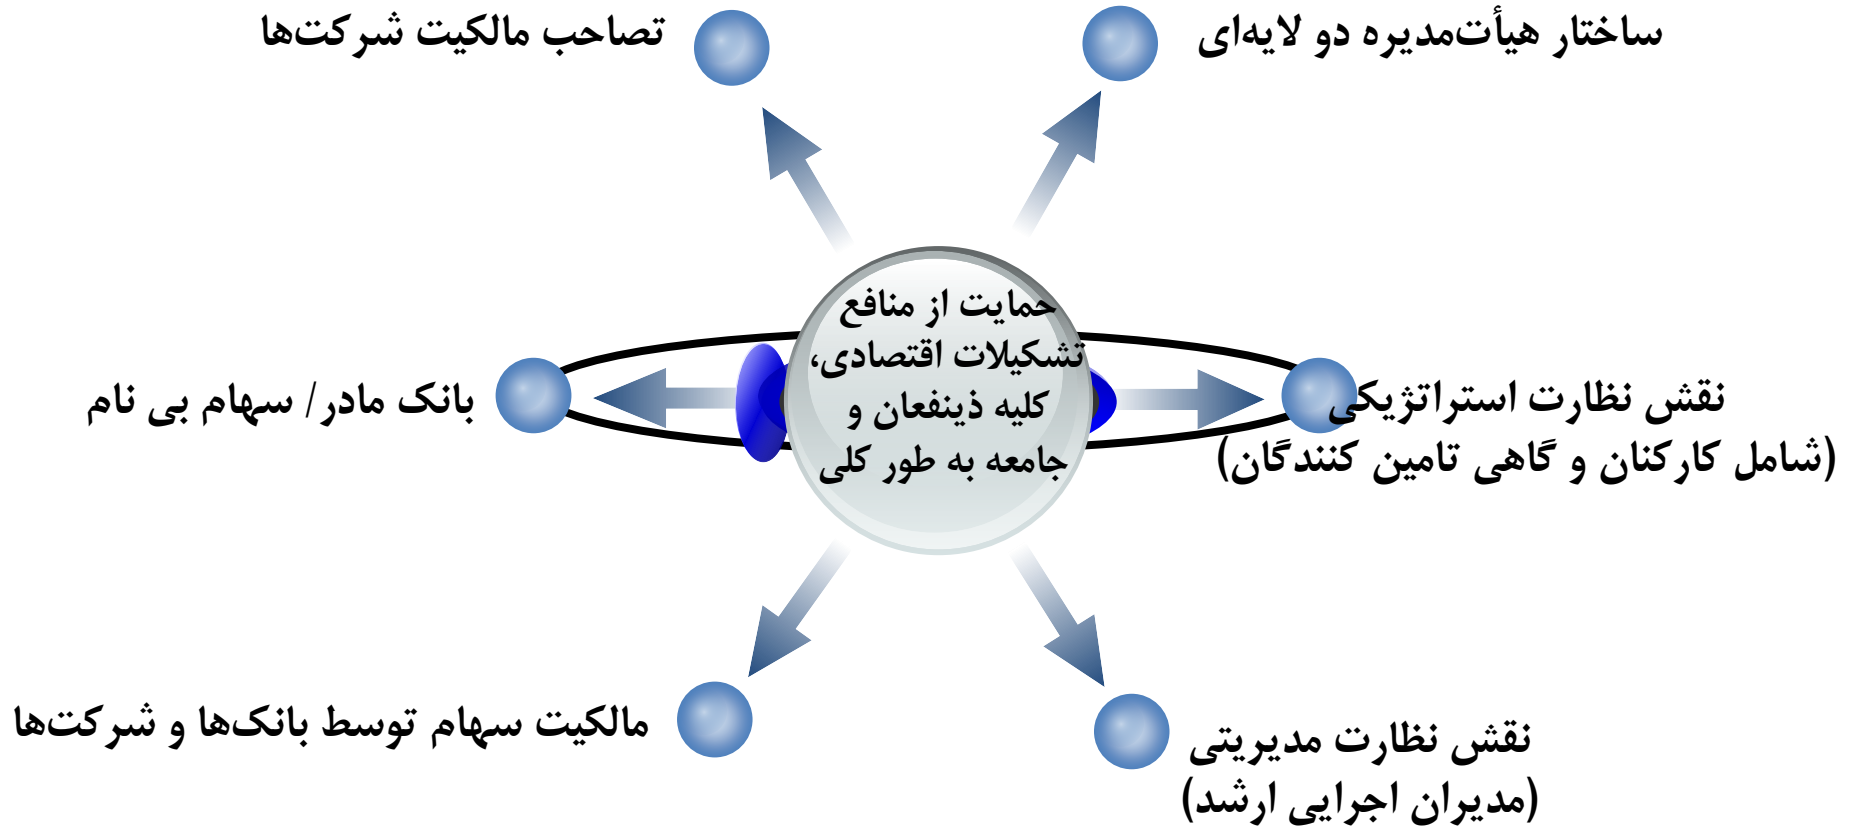 ساختار هیأت‌مدیره دو لایه‌ای
تصاحب مالکیت شرکت‌ها
حمایت از منافع
تشکیلات اقتصادی،
کلیه ذینفعان و
جامعه به طور کلی
نقش نظارت استراتژیکی
(شامل کارکنان و گاهی تامین کنندگان)
بانک مادر/ سهام بی نام
نقش نظارت مدیریتی
(مدیران اجرایی ارشد)
مالکیت سهام توسط بانک‌ها و شرکت‌ها